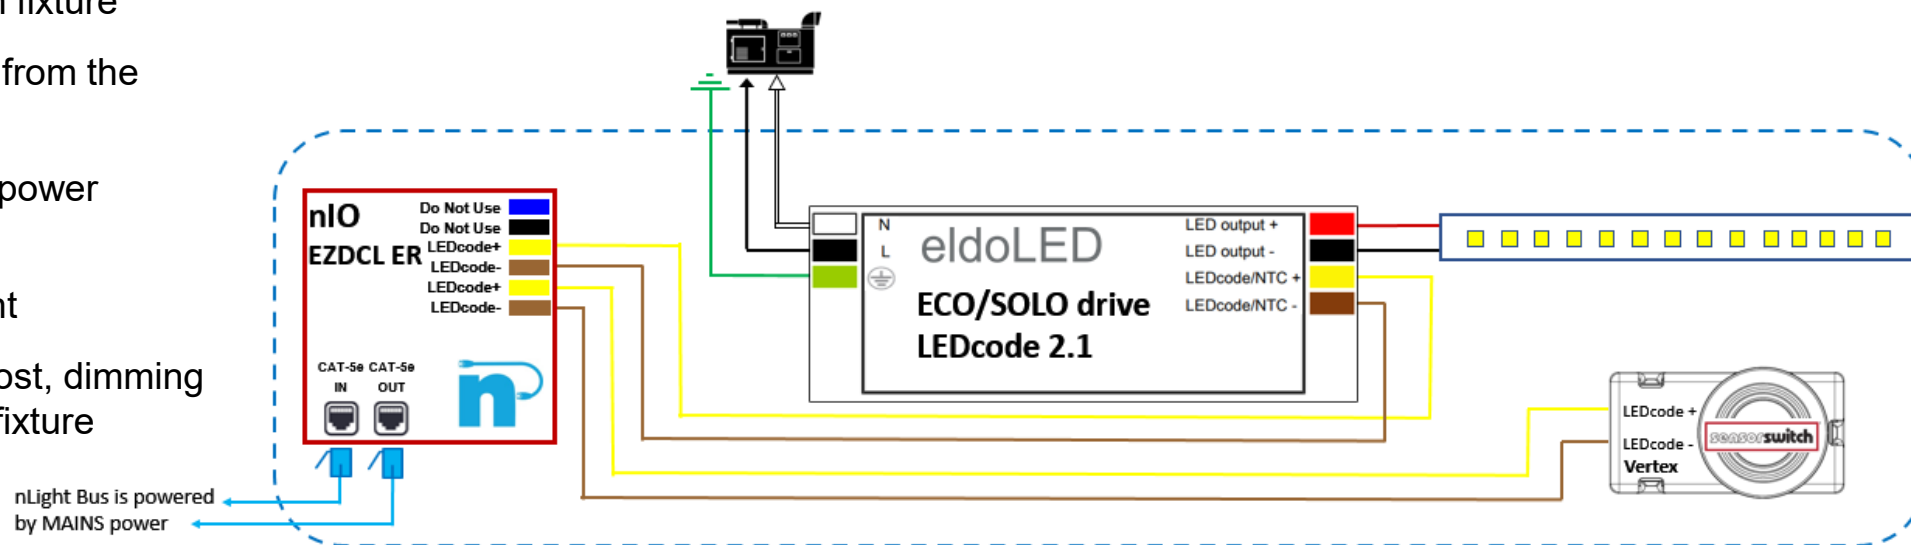 fixture
from the
power
ost, dimming
fixture
nIO
EZDCL ER
Do Not Use
Do Not Use
LEDcode+
LEDcode-
LEDcode+
LEDcode-
CAT-5e CAT-5e
IN OUT
n
nLight Bus is powered
by MAINS power
N
L
eldoLED
ECO/SOLO drive
LEDcode 2.1
LED output +
LED output -
LEDcode/NTC +
LEDcode/NTC -
LEDcode +
LEDcode -
Vertex
sensorswitch